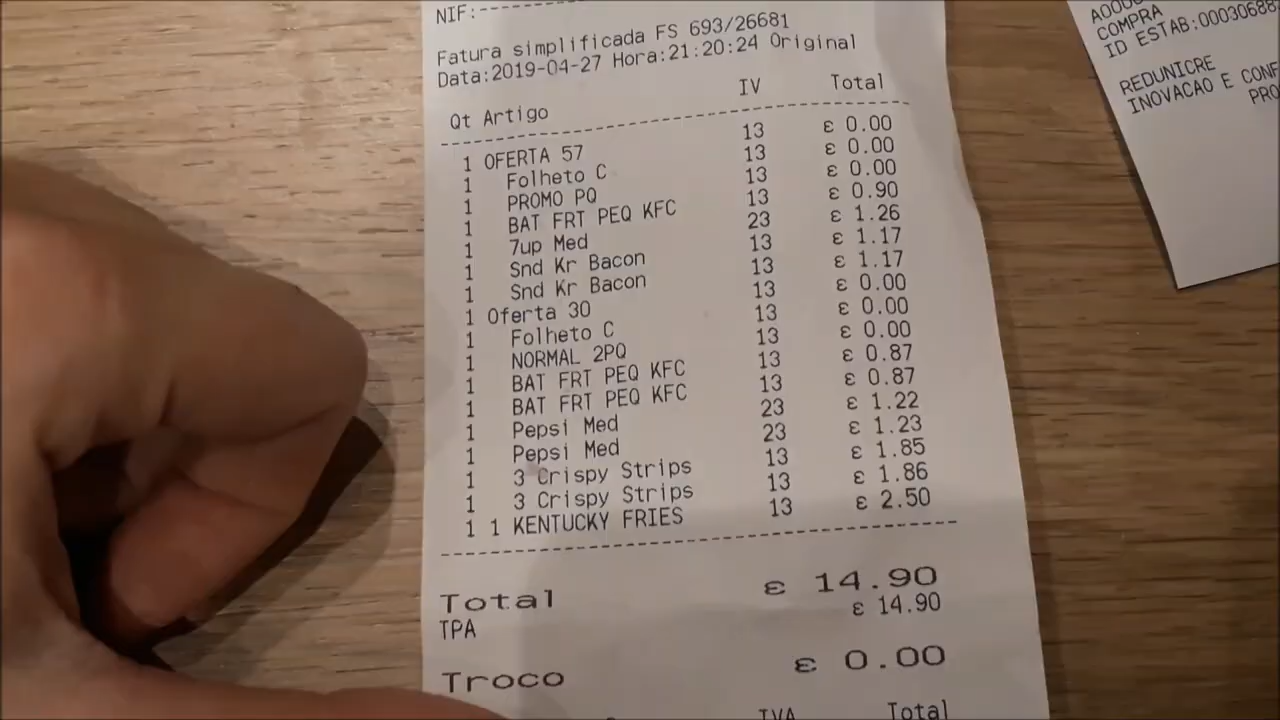 NIF:
Fatura simplificada FS 693/26681
Data:2019-04-27 Hora:21:20:24 Original
Qt Artigo IV Total
1 OFERTA 57 13 € 0.00
1 Folheto C 13 € 0.00
1 PROMO PQ 13 € 0.00
1 BAT FRT PEQ KFC 13 € 0.90
1 7up Med 23 € 1.26
1 Snd Kr Bacon 13 € 1.17
1 Snd Kr Bacon 13 € 1.17
1 Oferta 30 13 € 0.00
1 Folheto C 13 € 0.00
1 NORMAL 2PQ 13 € 0.00
1 BAT FRT PEQ KFC 13 € 0.87
1 BAT FRT PEQ KFC 13 € 0.87
1 Pepsi Med 23 € 1.22
1 Pepsi Med 23 € 1.23
1 3 Crispy Strips 13 € 1.85
1 3 Crispy Strips 13 € 1.86
1 1 KENTUCKY FRIES 13 € 2.50
Total € 14.90
TPA € 14.90
Troco € 0.00
IVA Total
COMPRA
ID ESTAB:00030688
REDUNICRE
INOVACAO E CONF
PRO